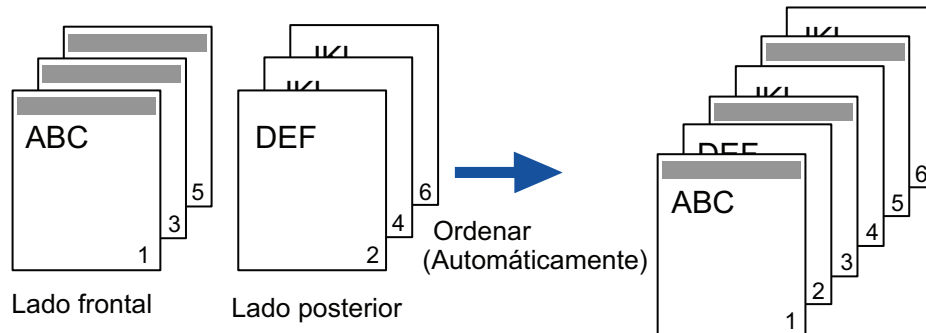 ABC
1
3
5
Lado frontal
DEF
2
4
6
Lado posterior
Ordenar
(Automáticamente)
ABC
1
2
3
4
5
6